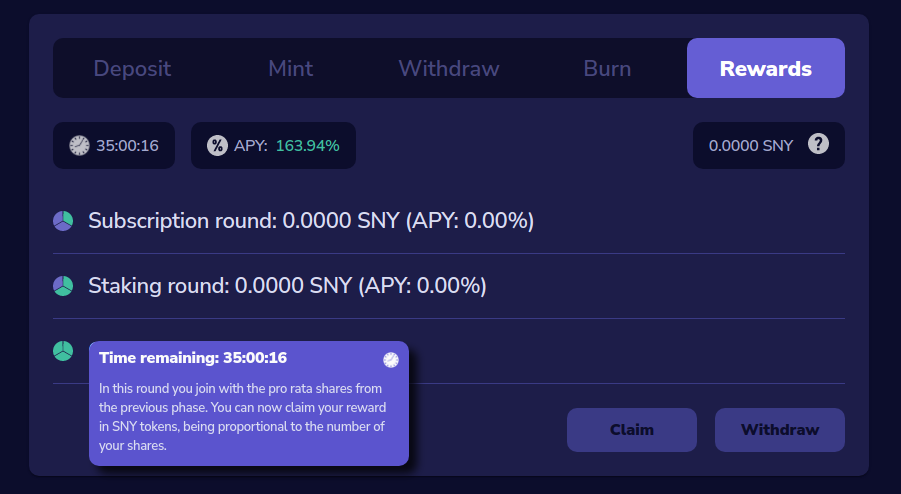 Deposit Mint Withdraw Burn Rewards
35:00:16 % APY: 163.94% 0.0000 SNY ?
Subscription round: 0.0000 SNY (APY: 0.00%)
Staking round: 0.0000 SNY (APY: 0.00%)
Time remaining: 35:00:16
In this round you join with the pro rata shares from
the previous phase. You can now claim your reward
in SNY tokens, being proportional to the number of
your shares.
Claim Withdraw